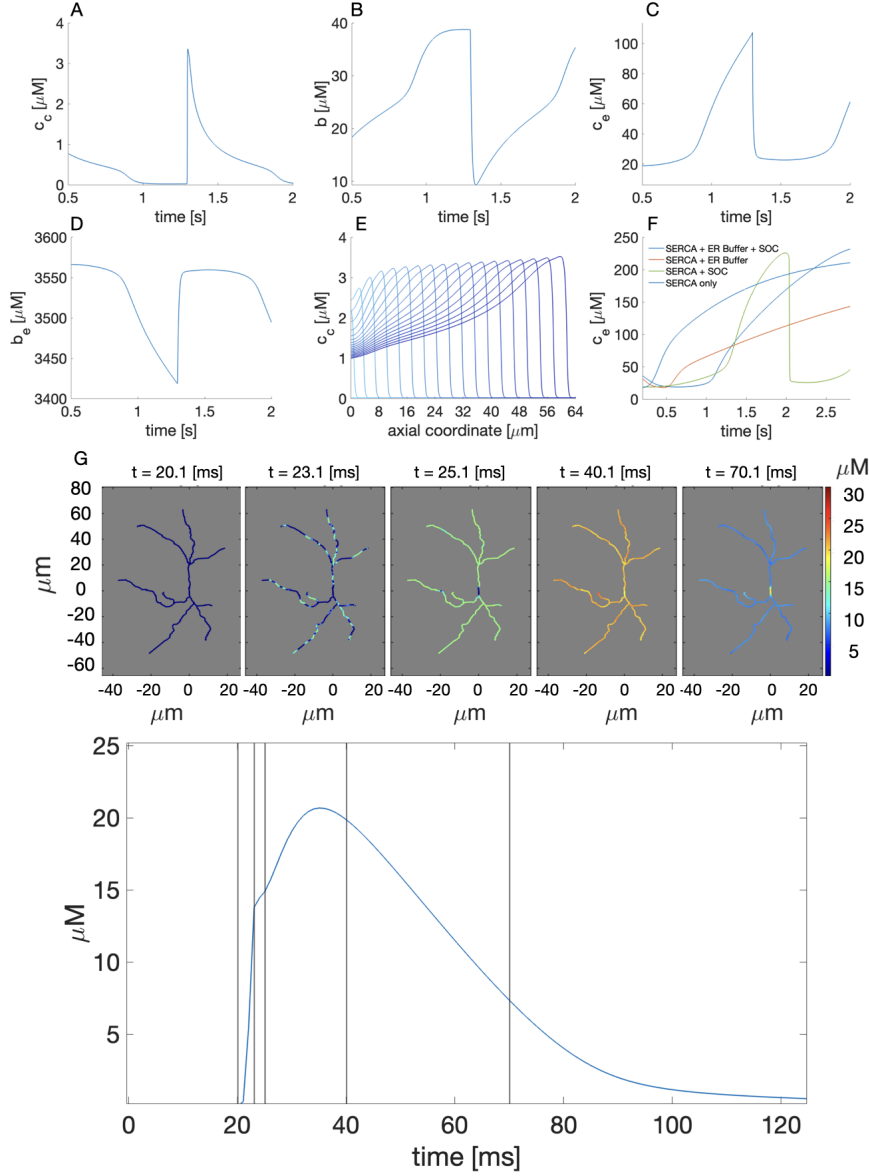 A
4
3
2
1
0
c_c [μM]
0.5
1
1.5
2
time [s]
B
40
30
20
10
b [μM]
0.5
1
1.5
2
time [s]
C
100
80
60
40
20
c_e [μM]
0.5
1
1.5
2
time [s]
D
3600
3550
3500
3450
3400
b_e [μM]
0.5
1
1.5
2
time [s]
E
4
3
2
1
0
c_c [μM]
0 4 8 12 16 20 24 28 32 36 40 44 48 52 56 60 64
axial coordinate [μm]
F
SERCA + ER Buffer + SOC
SERCA + ER Buffer
SERCA + SOC
SERCA only
250
200
150
100
50
0
c_e [μM]
0.5
1
1.5
2
2.5
time [s]
G
t = 20.1 [ms]
t = 23.1 [ms]
t = 25.1 [ms]
t = 40.1 [ms]
t = 70.1 [ms]
μM
80
60
40
20
0
-20
-40
-60
μm
-40 -20 0 20
-40 -20 0 20
-40 -20 0 20
-40 -20 0 20
-40 -20 0 20
μm
μm
μm
μm
μm
30
25
20
15
10
5
25
20
15
10
5
μM
0
20
40
60
80
100
120
time [ms]